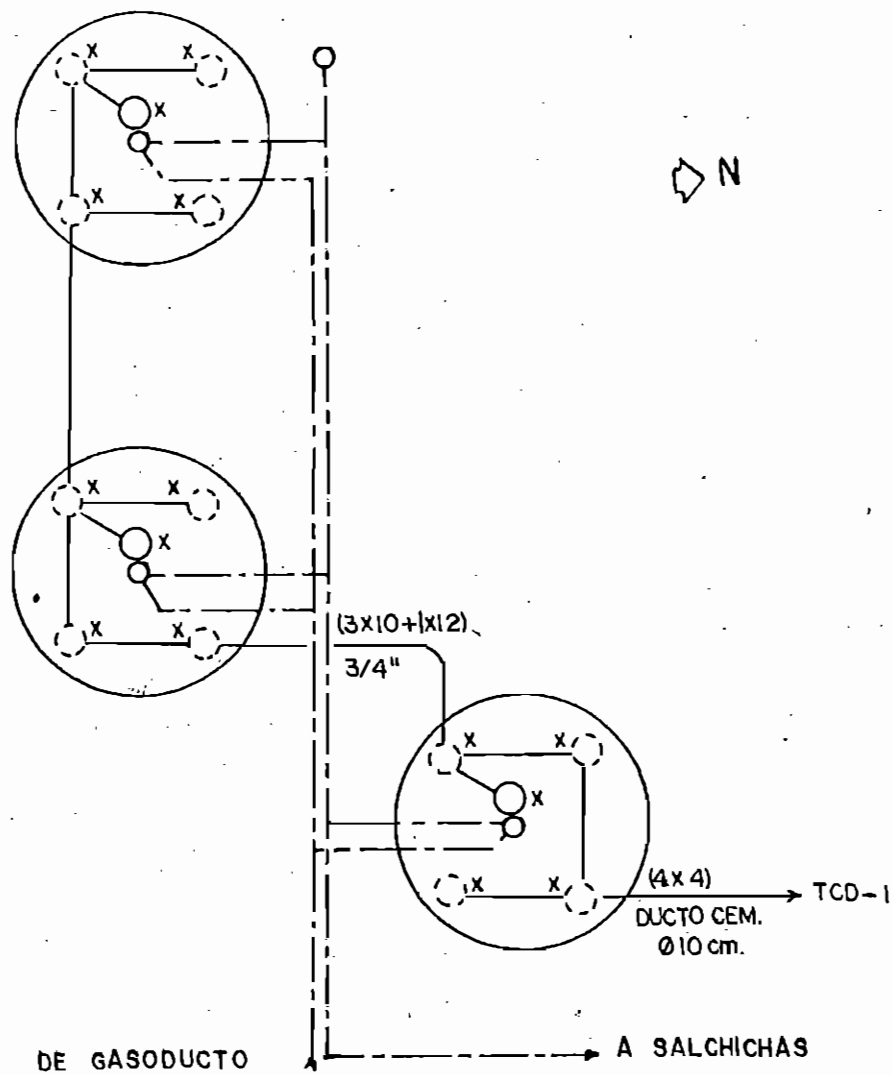 X X
X
X X
N
X X
X
X X
(3X10+1X12)
3/4"
X X
X
X X
(4X4)
TCD-1
DUCTO CEM.
Ø10 cm.
DE GASODUCTO
A SALCHICHAS